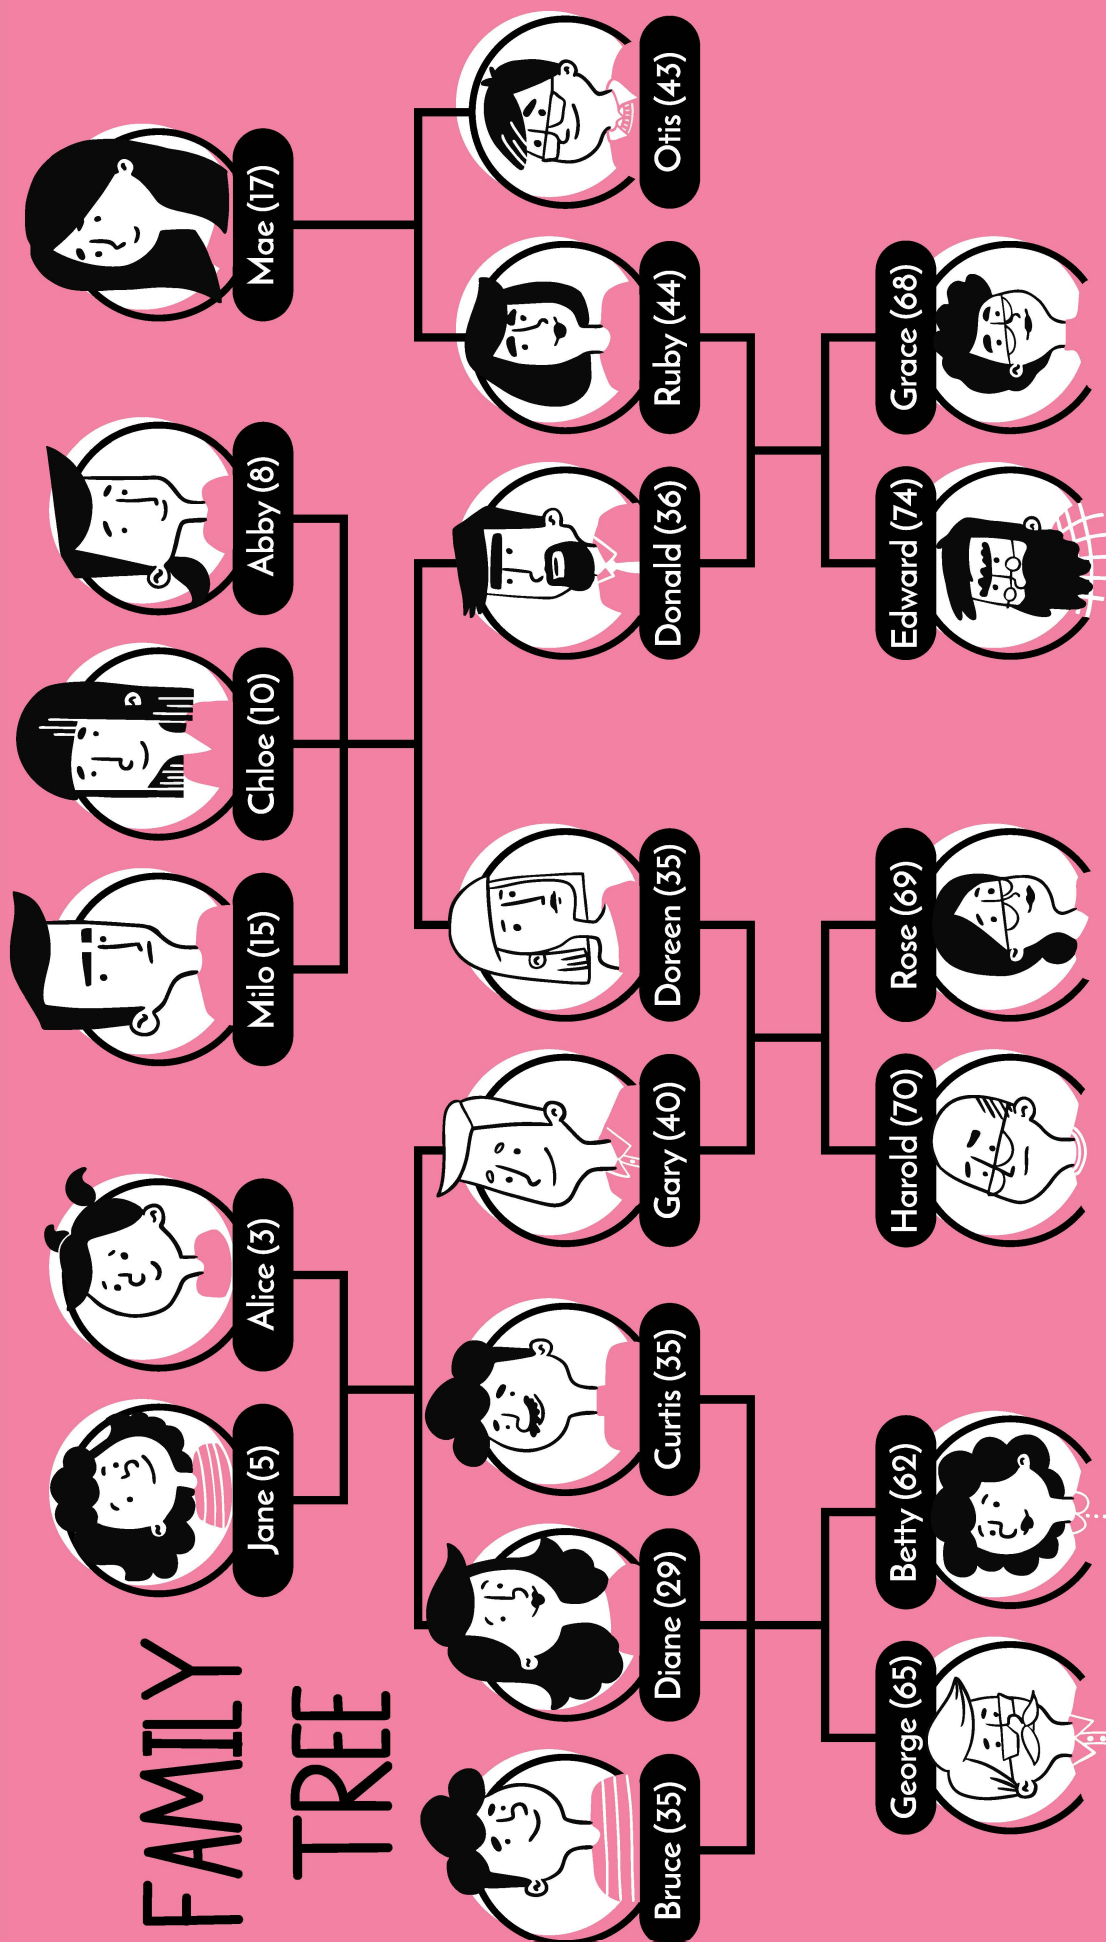 FAMILY
TREE
Jane (5)
Alice (3)
Milo (15)
Chloe (10)
Abby (8)
Mae (17)
Bruce (35)
Diane (29)
Curtis (35)
Gary (40)
Doreen (35)
Donald (36)
Ruby (44)
Otis (43)
George (65)
Betty (62)
Harold (70)
Rose (69)
Edward (74)
Grace (68)